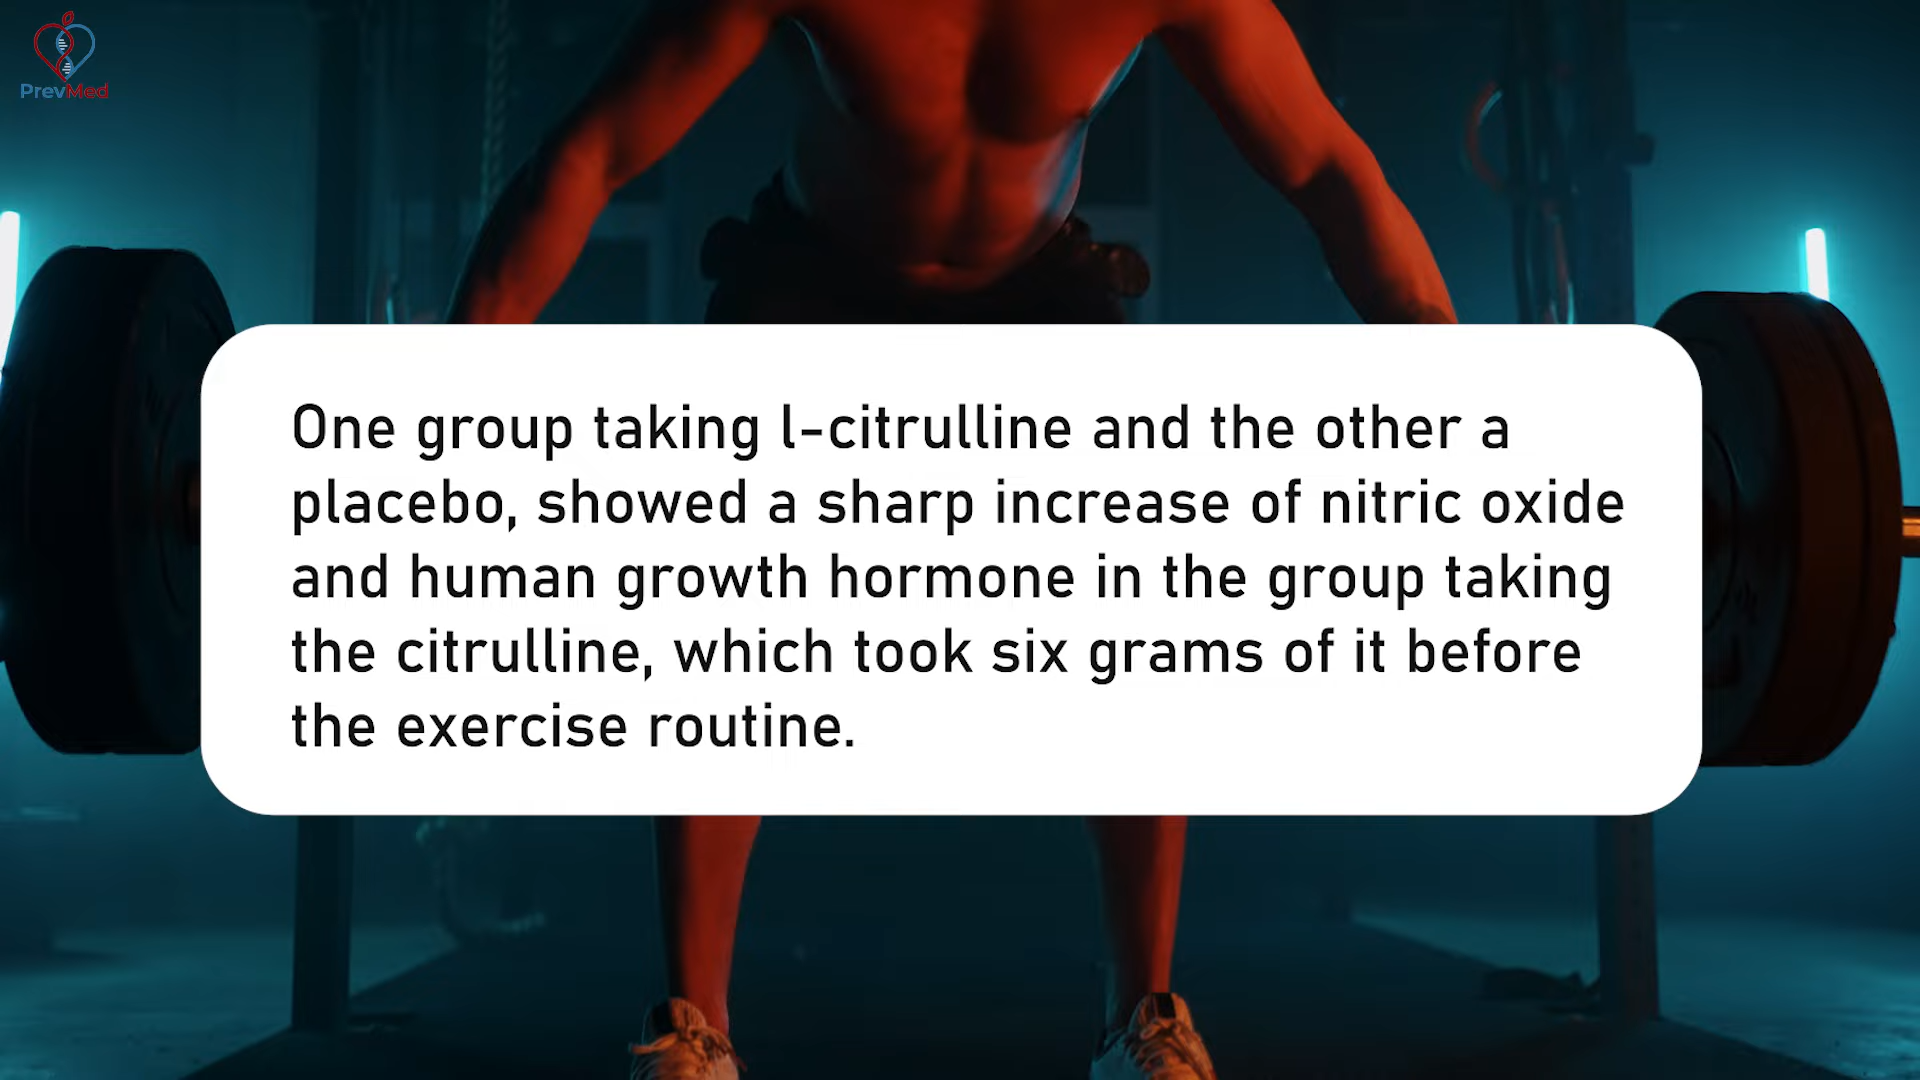 PrevMed
One group taking l-citrulline and the other a
placebo, showed a sharp increase of nitric oxide
and human growth hormone in the group taking
the citrulline, which took six grams of it before
the exercise routine.